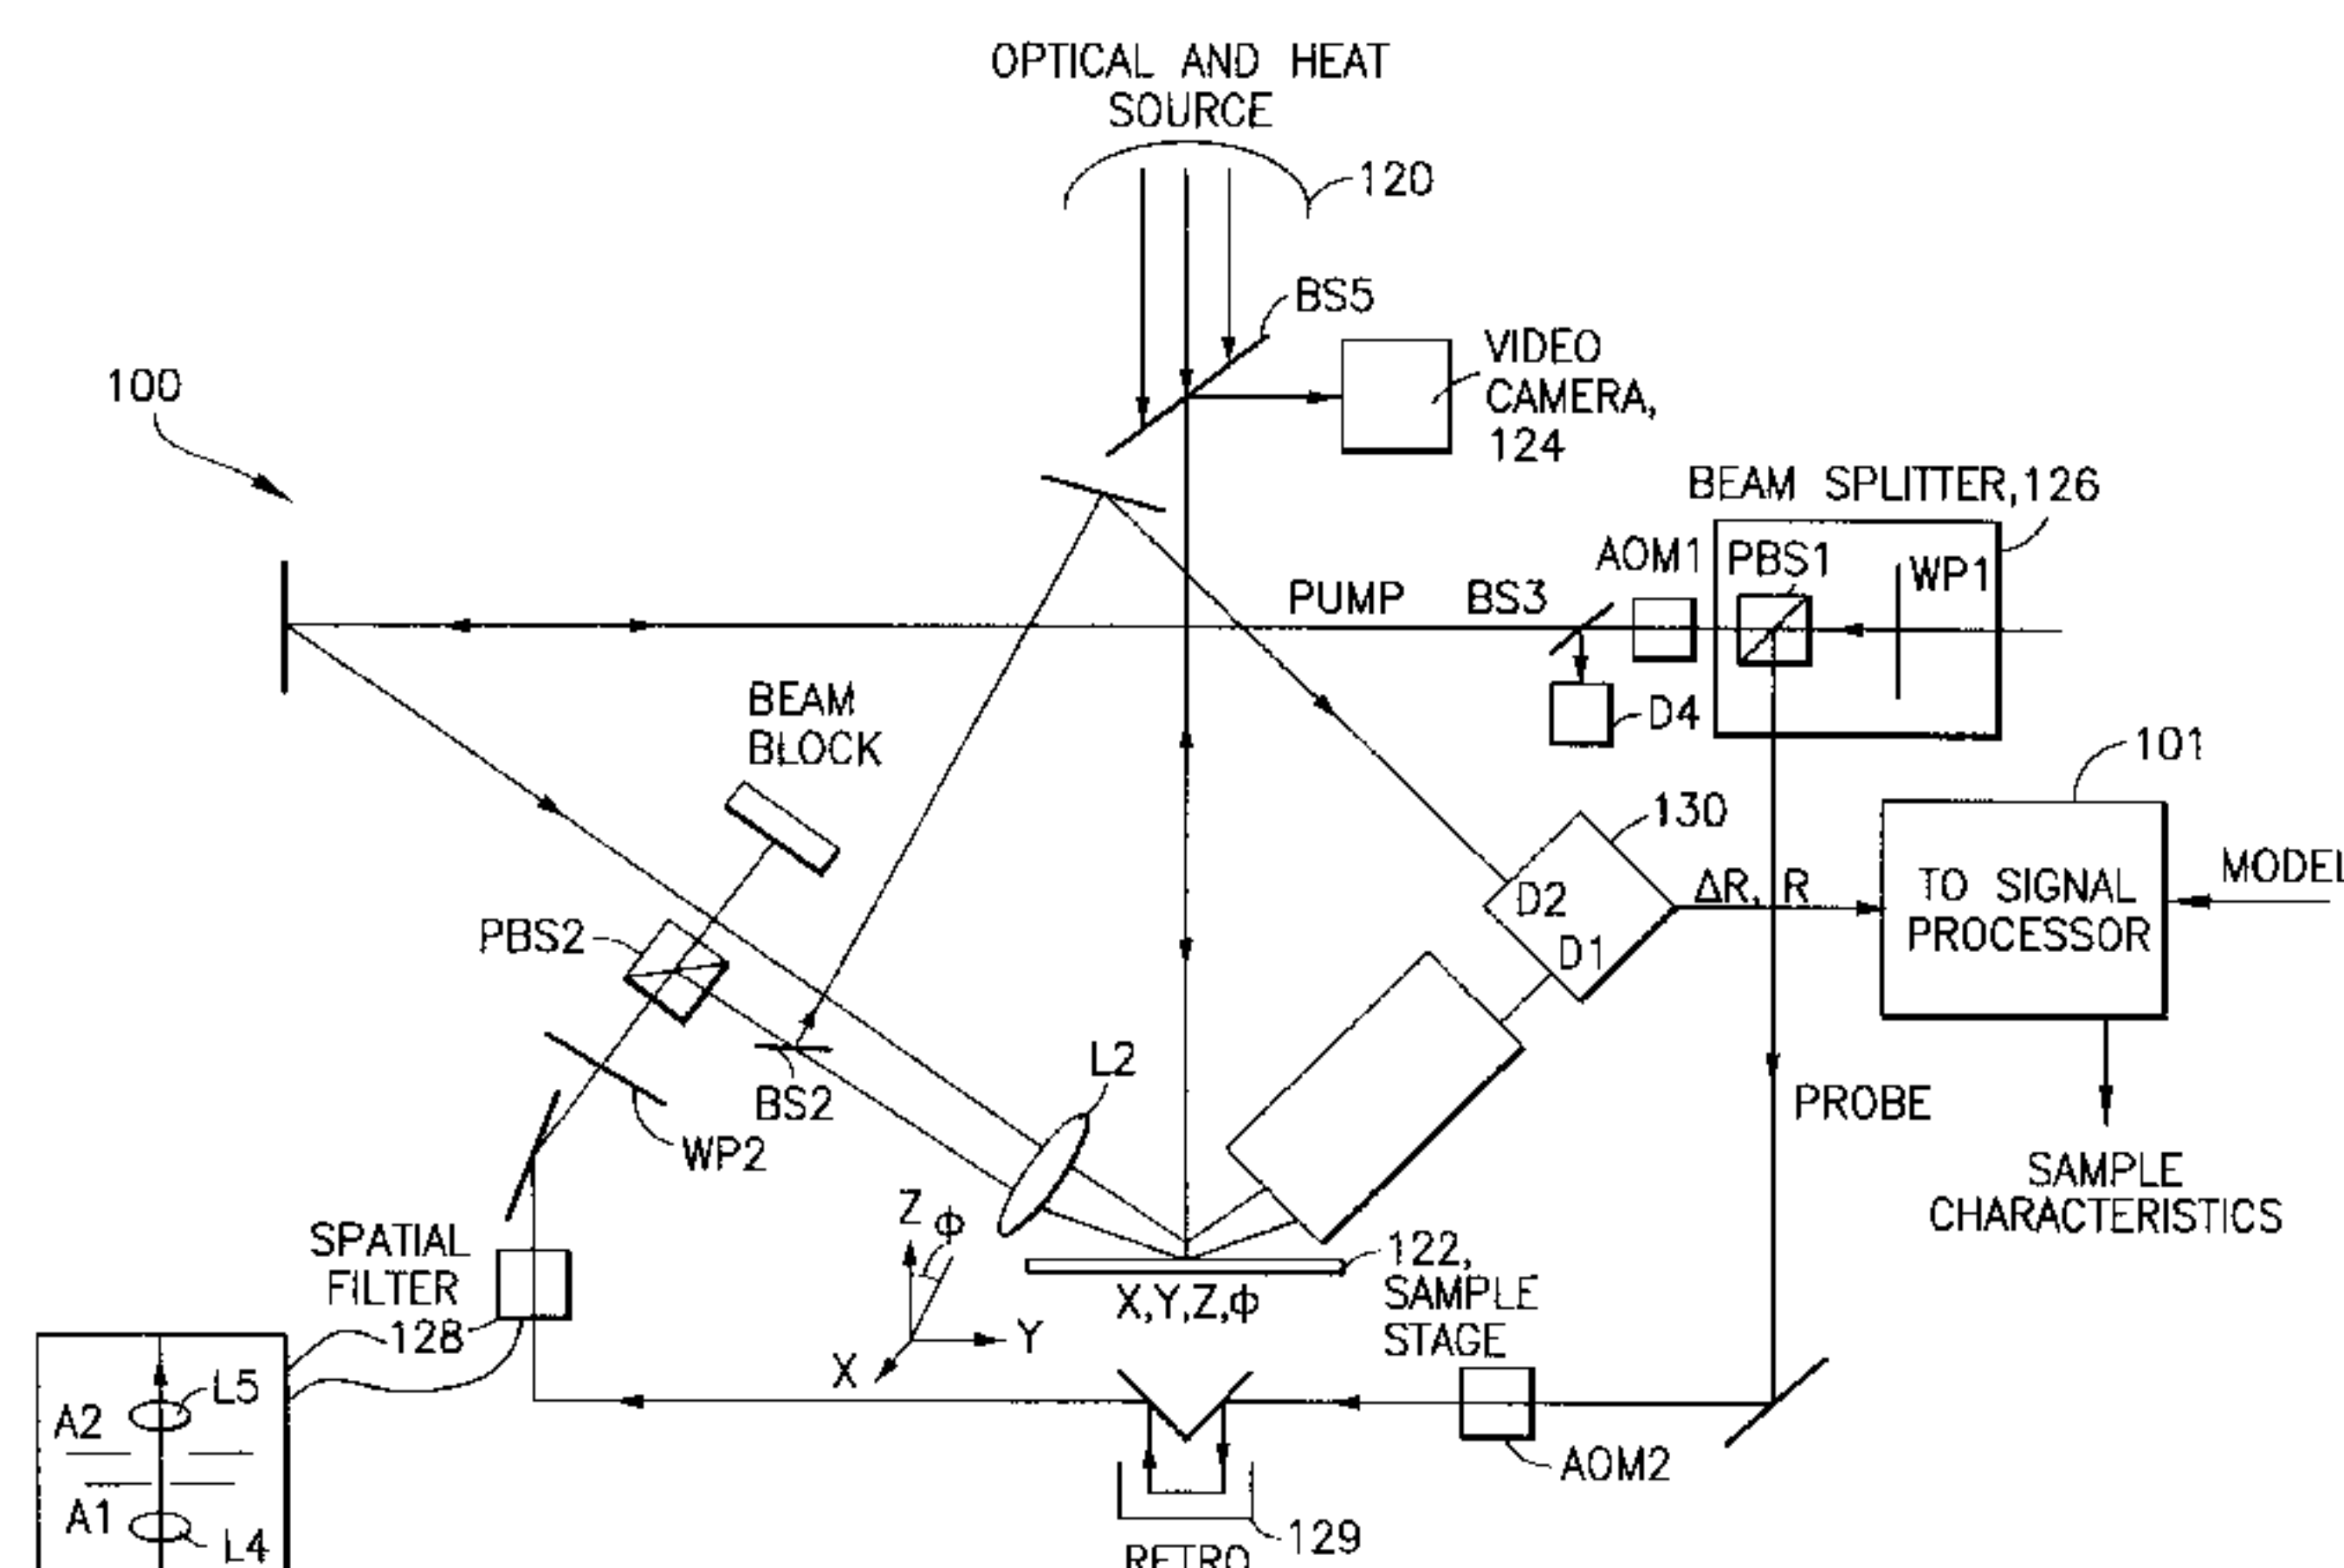 OPTICAL AND HEAT
SOURCE
120
BS5
VIDEO
CAMERA,
124
100
BEAM SPLITTER,126
AOM1
PBS1
WP1
PUMP
BS3
D4
BEAM
BLOCK
101
130
D2
D1
ΔR, R
TO SIGNAL
PROCESSOR
MODEL
PBS2
BS2
L2
WP2
PROBE
SAMPLE
CHARACTERISTICS
Z
ϕ
Y
X
SPATIAL
FILTER
128
122,
SAMPLE
STAGE
X,Y,Z,ϕ
L5
A2
A1
L4
AOM2
129
RETRO